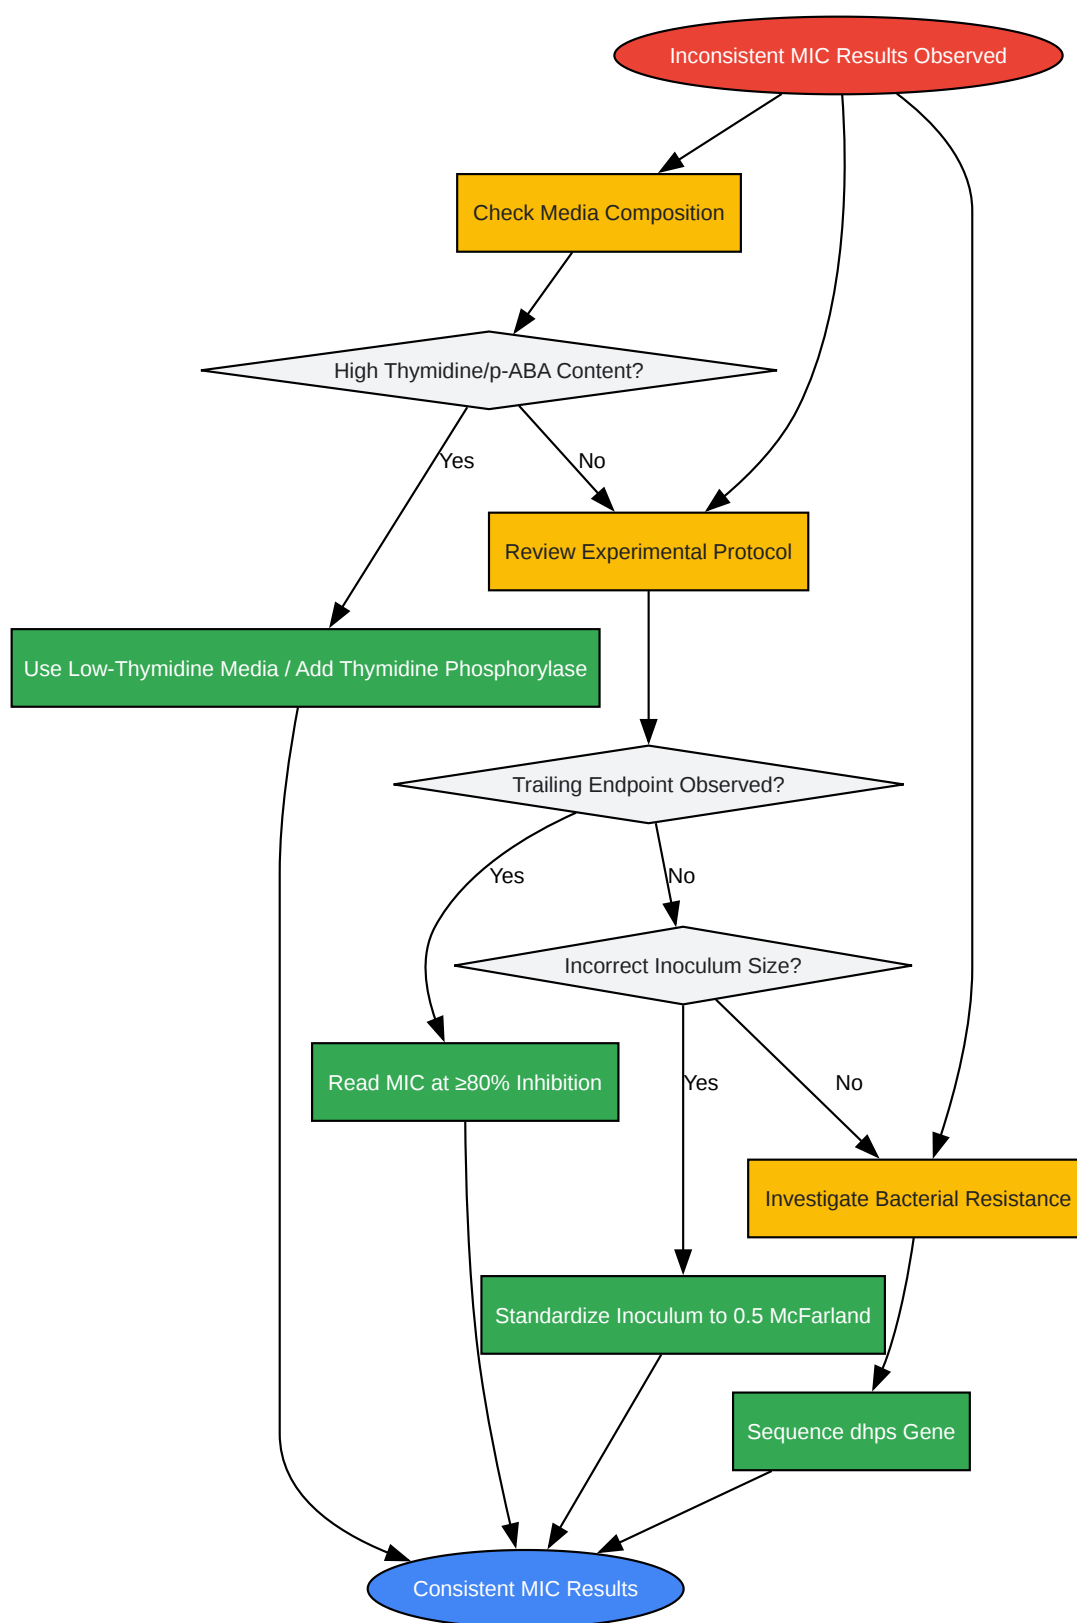 Inconsistent MIC Results Observed
Check Media Composition
High Thymidine/p-ABA Content?
Yes
No
Review Experimental Protocol
Use Low-Thymidine Media / Add Thymidine Phosphorylase
Trailing Endpoint Observed?
Yes
No
Incorrect Inoculum Size?
Read MIC at ≥80% Inhibition
Yes
No
Investigate Bacterial Resistance
Standardize Inoculum to 0.5 McFarland
Sequence dhps Gene
Consistent MIC Results